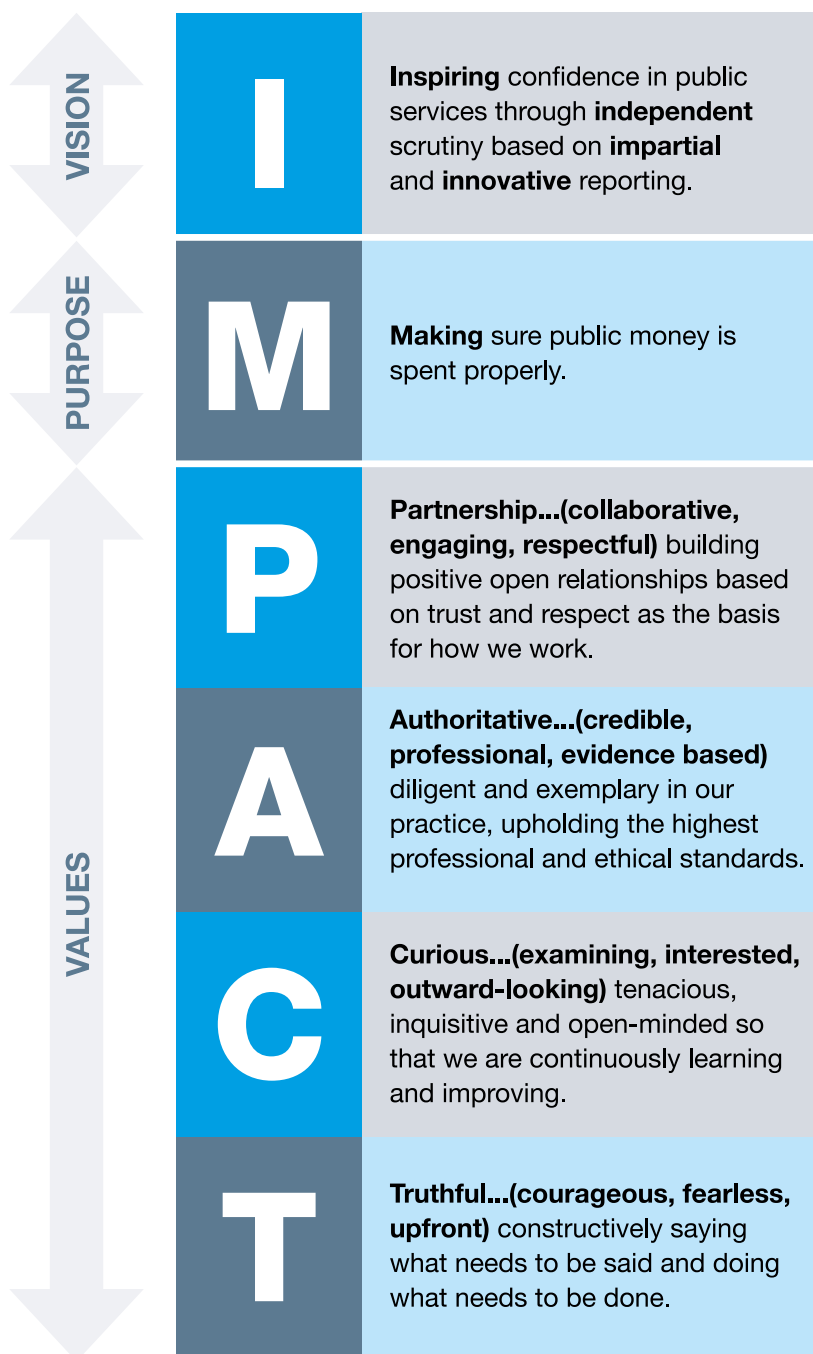 VISION
I
Inspiring confidence in public
services through independent
scrutiny based on impartial
and innovative reporting.
PURPOSE
M
Making sure public money is
spent properly.
VALUES
P
Partnership...(collaborative,
engaging, respectful) building
positive open relationships based
on trust and respect as the basis
for how we work.
A
Authoritative...(credible,
professional, evidence based)
diligent and exemplary in our
practice, upholding the highest
professional and ethical standards.
C
Curious...(examining, interested,
outward-looking) tenacious,
inquisitive and open-minded so
that we are continuously learning
and improving.
T
Truthful...(courageous, fearless,
upfront) constructively saying
what needs to be said and doing
what needs to be done.